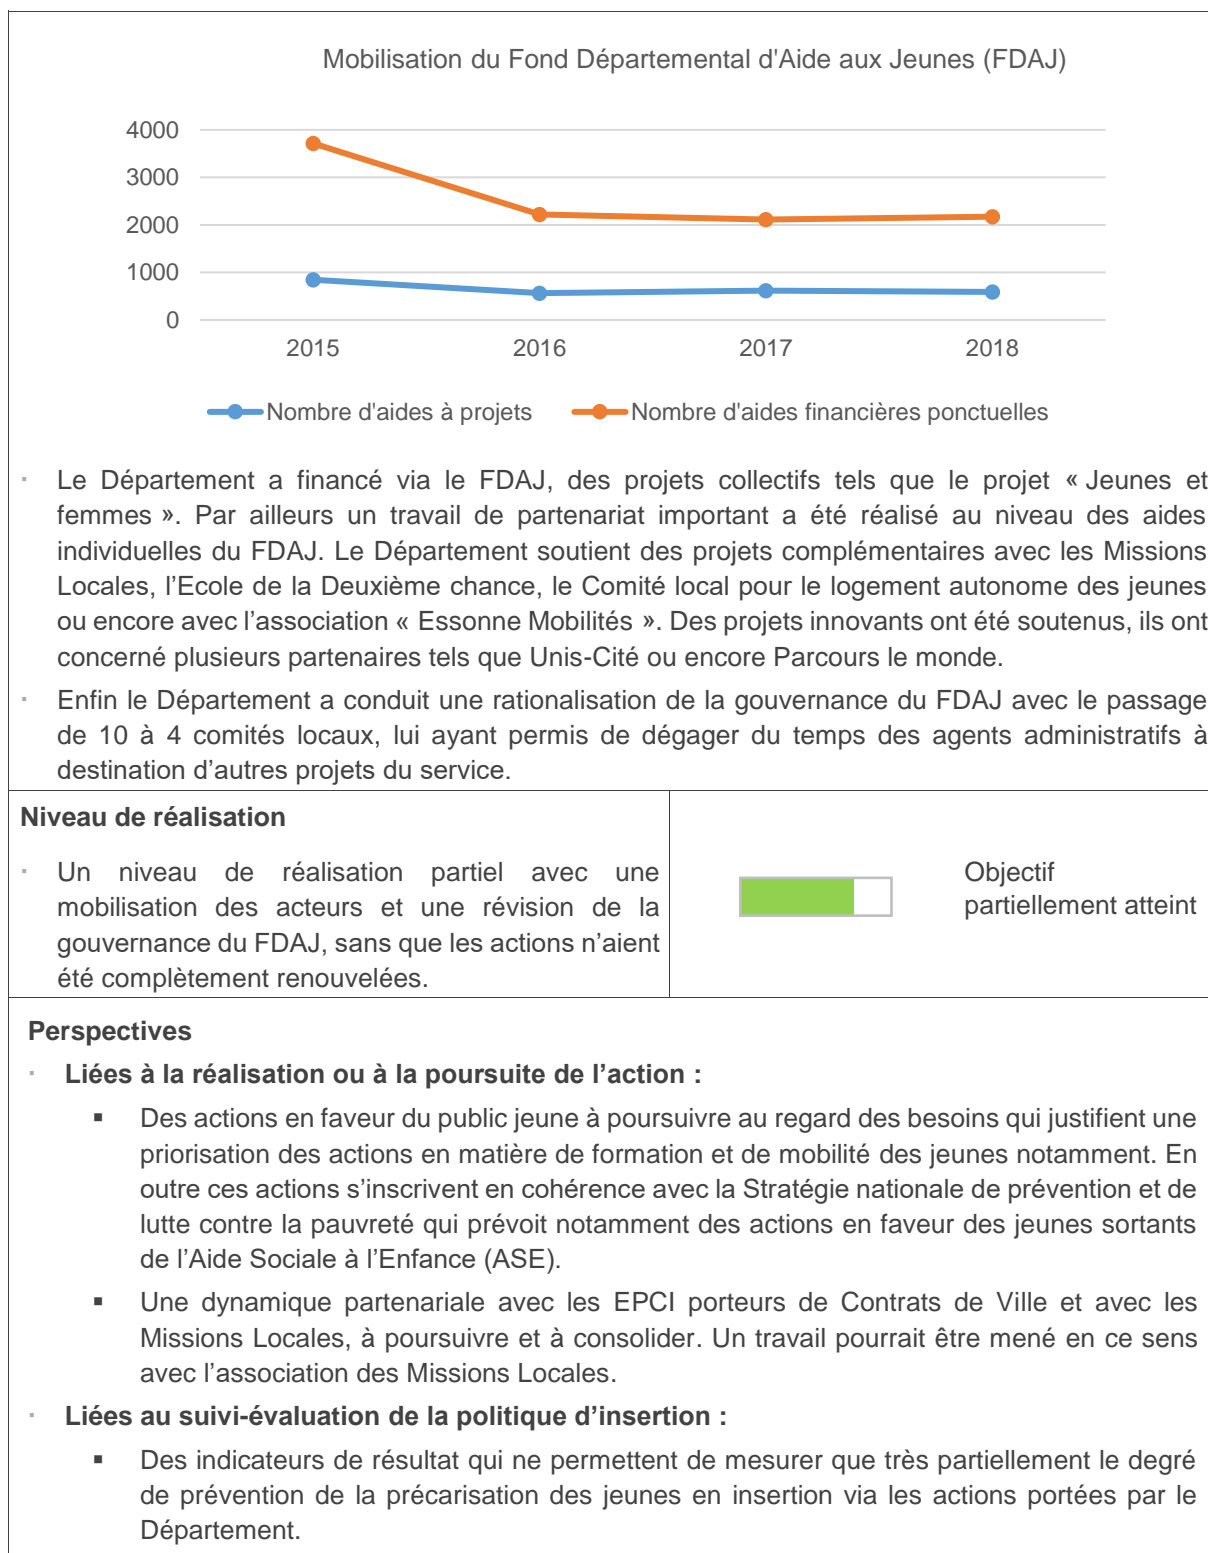 Mobilisation du Fond Départemental d'Aide aux Jeunes (FDAJ)
4000
3000
2000
1000
0
2015
2016
2017
2018
Nombre d'aides à projets
Nombre d'aides financières ponctuelles
· Le Département a financé via le FDAJ, des projets collectifs tels que le projet « Jeunes et
femmes ». Par ailleurs un travail de partenariat important a été réalisé au niveau des aides
individuelles du FDAJ. Le Département soutient des projets complémentaires avec les Missions
Locales, l’Ecole de la Deuxième chance, le Comité local pour le logement autonome des jeunes
ou encore avec l’association « Essonne Mobilités ». Des projets innovants ont été soutenus, ils ont
concerné plusieurs partenaires tels que Unis-Cité ou encore Parcours le monde.
· Enfin le Département a conduit une rationalisation de la gouvernance du FDAJ avec le passage
de 10 à 4 comités locaux, lui ayant permis de dégager du temps des agents administratifs à
destination d’autres projets du service.
Niveau de réalisation
· Un niveau de réalisation partiel avec une
mobilisation des acteurs et une révision de la
gouvernance du FDAJ, sans que les actions n’aient
été complètement renouvelées.
Objectif
partiellement atteint
Perspectives
· Liées à la réalisation ou à la poursuite de l’action :
▪ Des actions en faveur du public jeune à poursuivre au regard des besoins qui justifient une
priorisation des actions en matière de formation et de mobilité des jeunes notamment. En
outre ces actions s’inscrivent en cohérence avec la Stratégie nationale de prévention et de
lutte contre la pauvreté qui prévoit notamment des actions en faveur des jeunes sortants
de l’Aide Sociale à l’Enfance (ASE).
▪ Une dynamique partenariale avec les EPCI porteurs de Contrats de Ville et avec les
Missions Locales, à poursuivre et à consolider. Un travail pourrait être mené en ce sens
avec l’association des Missions Locales.
· Liées au suivi-évaluation de la politique d’insertion :
▪ Des indicateurs de résultat qui ne permettent de mesurer que très partiellement le degré
de prévention de la précarisation des jeunes en insertion via les actions portées par le
Département.